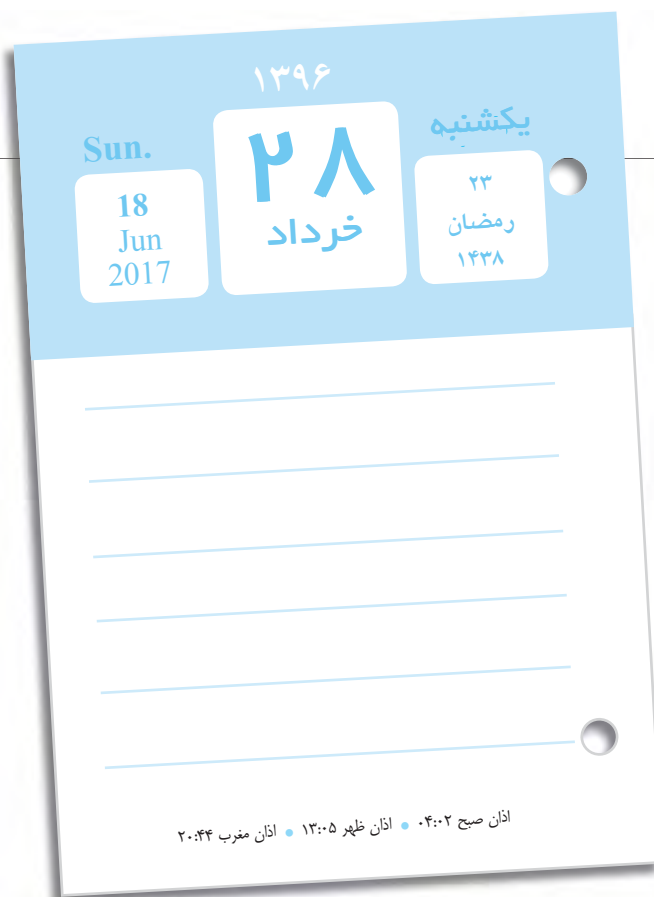 ۱۳۹۶
یکشنبه
۲۳
رمضان
۱۴۳۸
۲۸
خرداد
Sun.
18
Jun
2017
اذان صبح ۰۴:۰۲ • اذان ظهر ۱۳:۰۵ • اذان مغرب ۲۰:۴۴